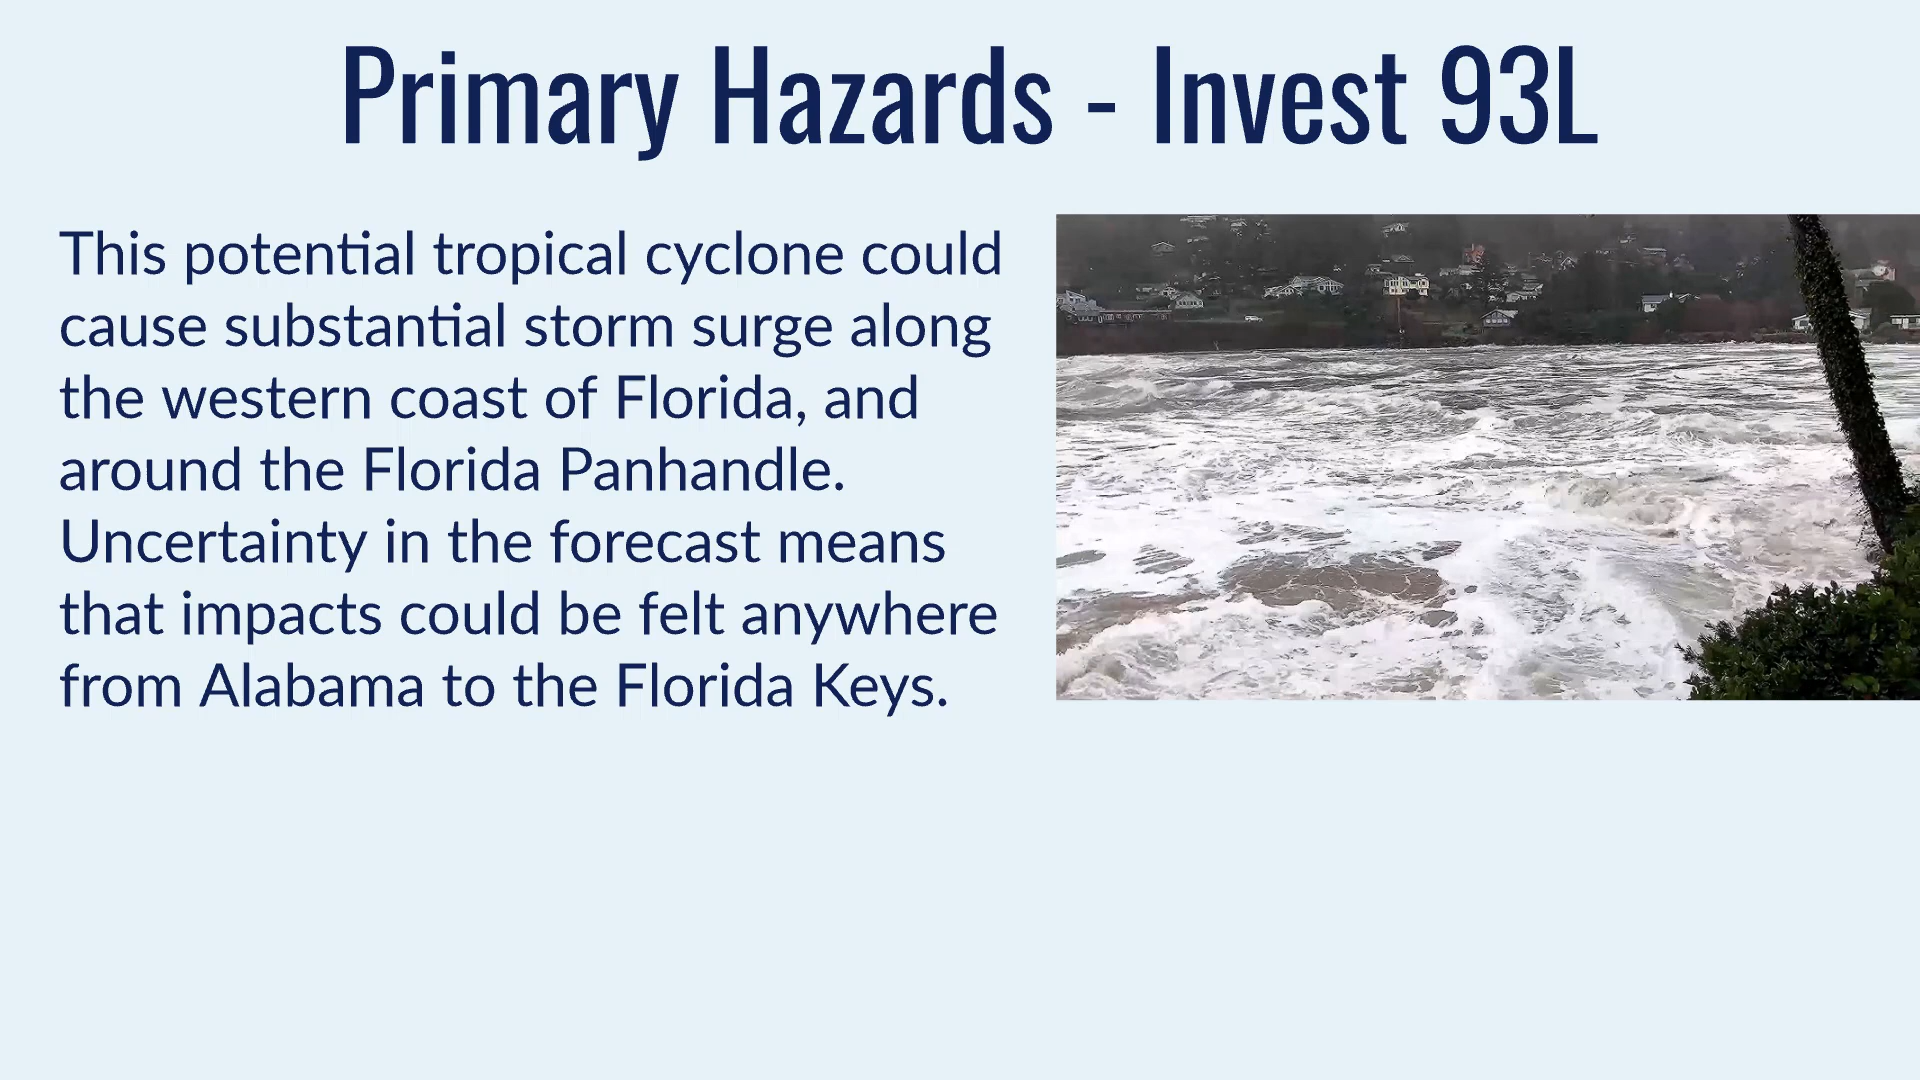 Primary Hazards - Invest 93L
This potential tropical cyclone could
cause substantial storm surge along
the western coast of Florida, and
around the Florida Panhandle.
Uncertainty in the forecast means
that impacts could be felt anywhere
from Alabama to the Florida Keys.